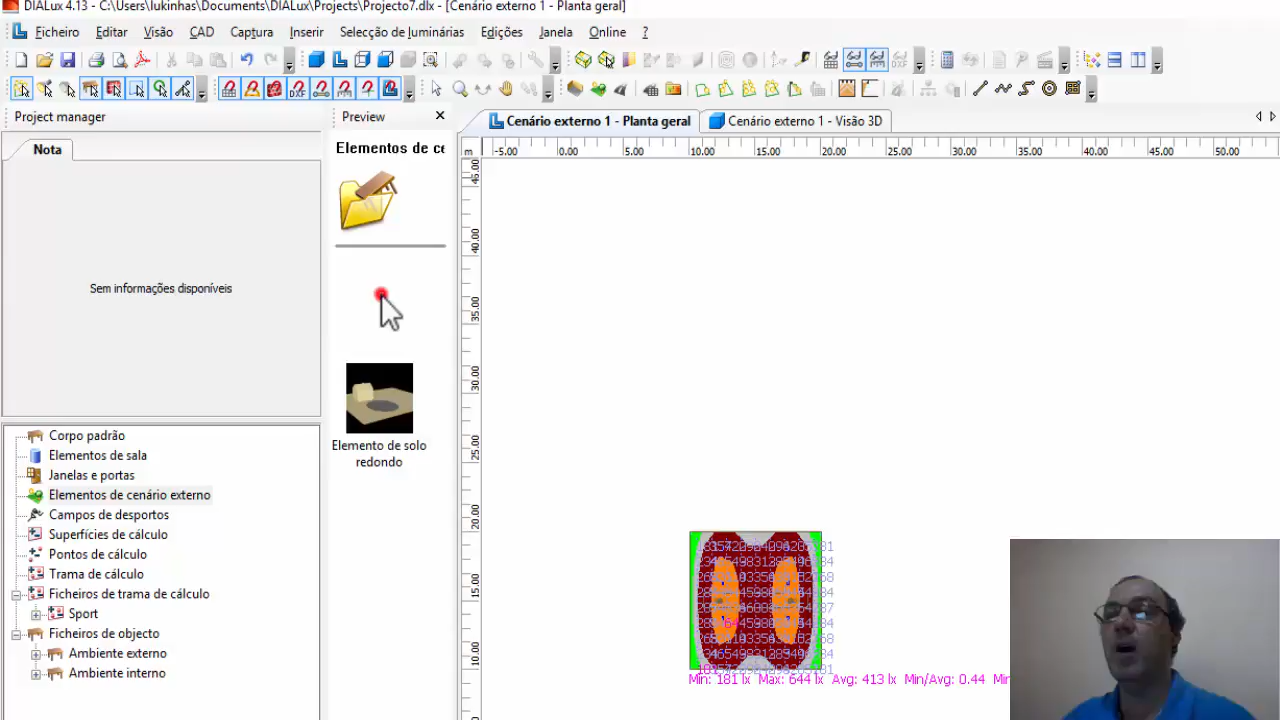 DIALux 4.13 - C:\Users\lukinhas\Documents\DIALux\Projects\Projecto7.dlx - [Cenário externo 1 - Planta geral]
Ficheiro Editar Visão CAD Captura Inserir Selecção de luminárias Edições Janela Online ?
Project manager
Preview
Cenário externo 1 - Planta geral
Cenário externo 1 - Visão 3D
Nota
Elementos de ce
m -5.00 0.00 5.00 10.00 15.00 20.00 25.00 30.00 35.00 40.00 45.00 50.00
45.00
40.00
35.00
30.00
25.00
20.00
15.00
10.00
Sem informações disponíveis
Elemento de solo
redondo
Corpo padrão
Elementos de sala
Janelas e portas
Elementos de cenário externo
Campos de desportos
Superfícies de cálculo
Pontos de cálculo
Trama de cálculo
Ficheiros de trama de cálculo
Sport
Ficheiros de objecto
Ambiente externo
Ambiente interno
Min: 181 lx Max: 644 lx Avg: 413 lx Min/Avg: 0.44